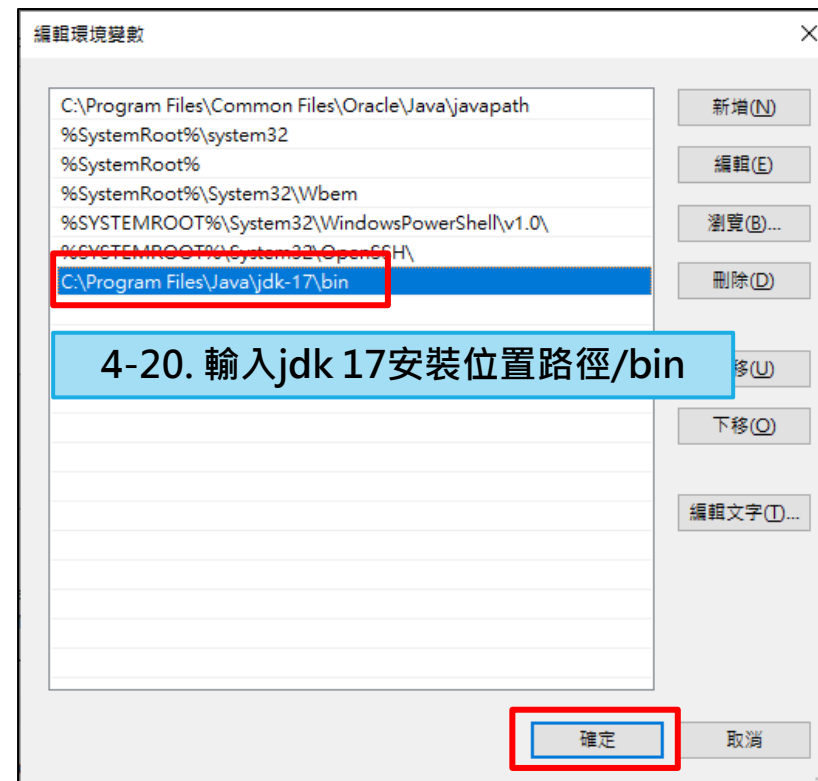 編輯環境變數
C:\Program Files\Common Files\Oracle\Java\javapath
新增(N)
%SystemRoot%\system32
%SystemRoot%
編輯(E)
%SystemRoot%\System32\Wbem
%SYSTEMROOT%\System32\WindowsPowerShell\v1.0\
瀏覽(B)...
%SYSTEMROOT%\System32\OpenSSH\
C:\Program Files\Java\jdk-17\bin
刪除(D)
4-20. 輸入jdk 17安裝位置路徑/bin
移(U)
下移(O)
編輯文字(T)...
確定
取消